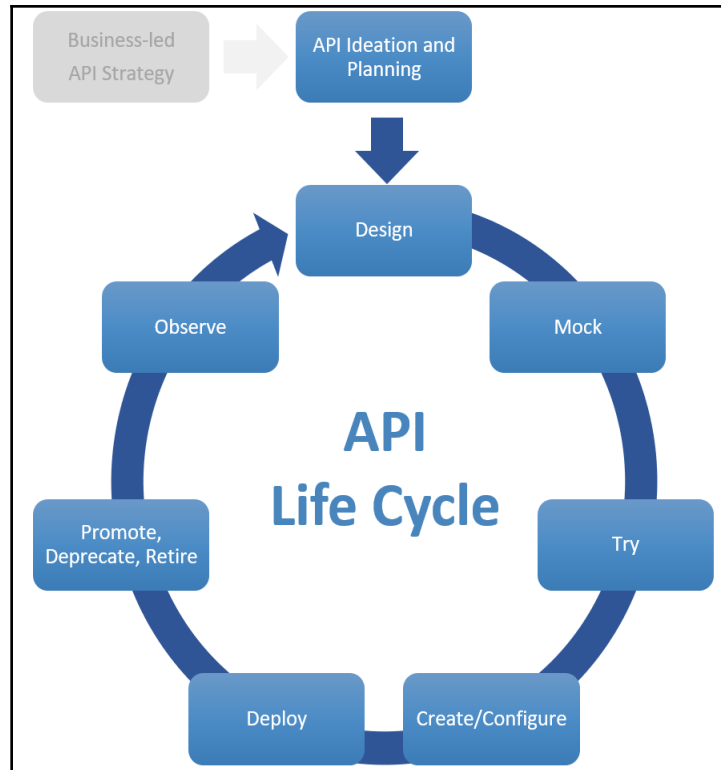 Business-led
API Strategy
API Ideation and
Planning
Design
Observe
Mock
API
Life Cycle
Promote,
Deprecate, Retire
Try
Deploy
Create/Configure